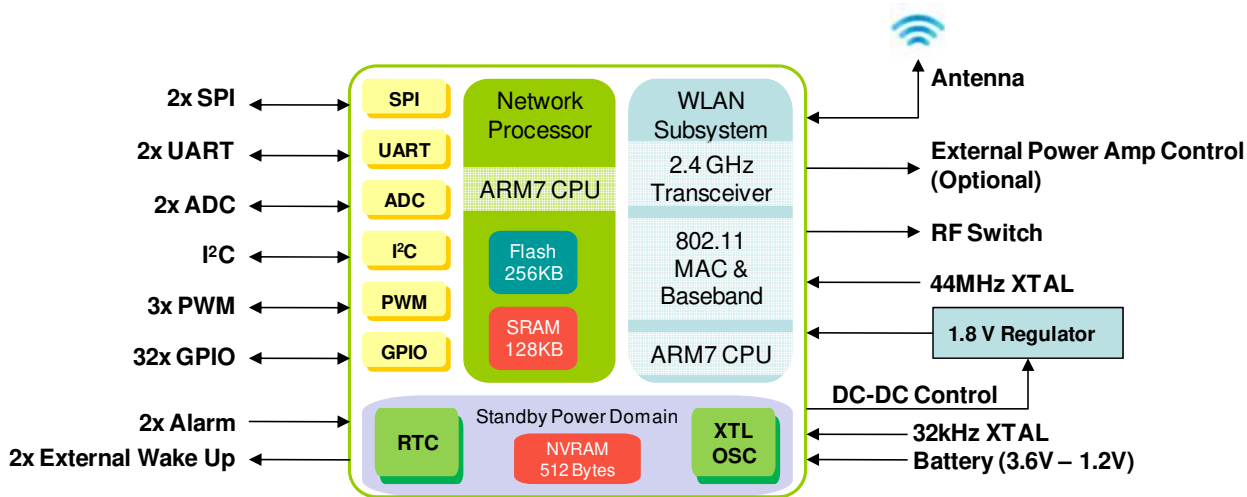 2x SPI
2x UART
2x ADC
I²C
3x PWM
32x GPIO
2x Alarm
2x External Wake Up
SPI
UART
ADC
I²C
PWM
GPIO
Network
Processor
ARM7 CPU
Flash
256KB
SRAM
128KB
WLAN
Subsystem
2.4 GHz
Transceiver
802.11
MAC &
Baseband
ARM7 CPU
Standby Power Domain
RTC
NVRAM
512 Bytes
XTL
OSC
Antenna
External Power Amp Control
(Optional)
RF Switch
44MHz XTAL
1.8 V Regulator
DC-DC Control
32kHz XTAL
Battery (3.6V – 1.2V)